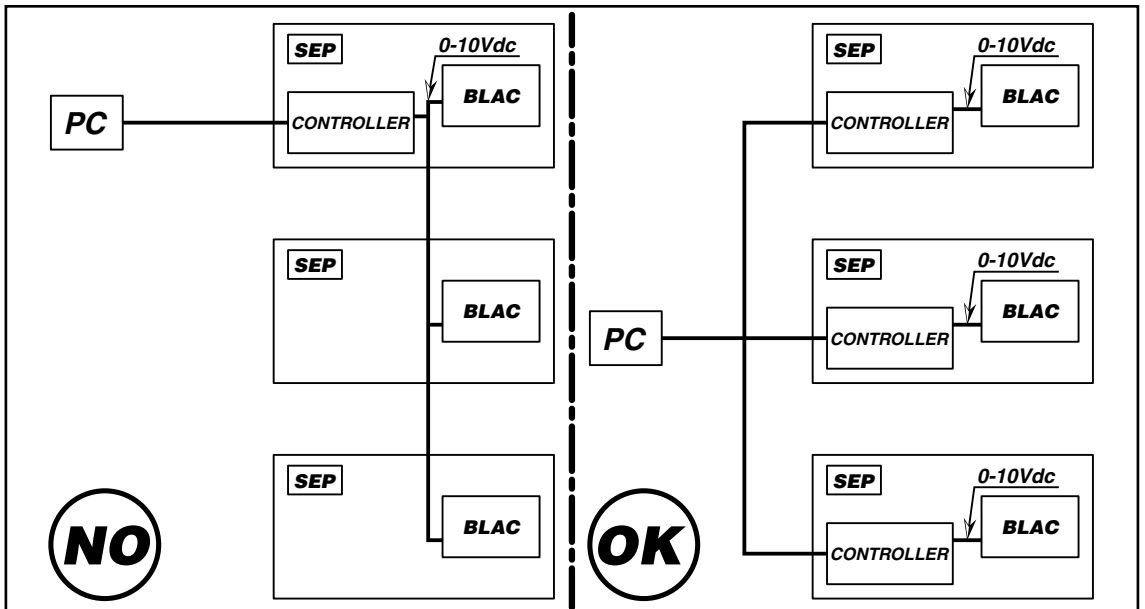 SEP
0-10Vdc
BLAC
CONTROLLER
PC
SEP
BLAC
SEP
BLAC
NO
SEP
0-10Vdc
BLAC
CONTROLLER
SEP
0-10Vdc
BLAC
CONTROLLER
PC
SEP
0-10Vdc
BLAC
CONTROLLER
OK